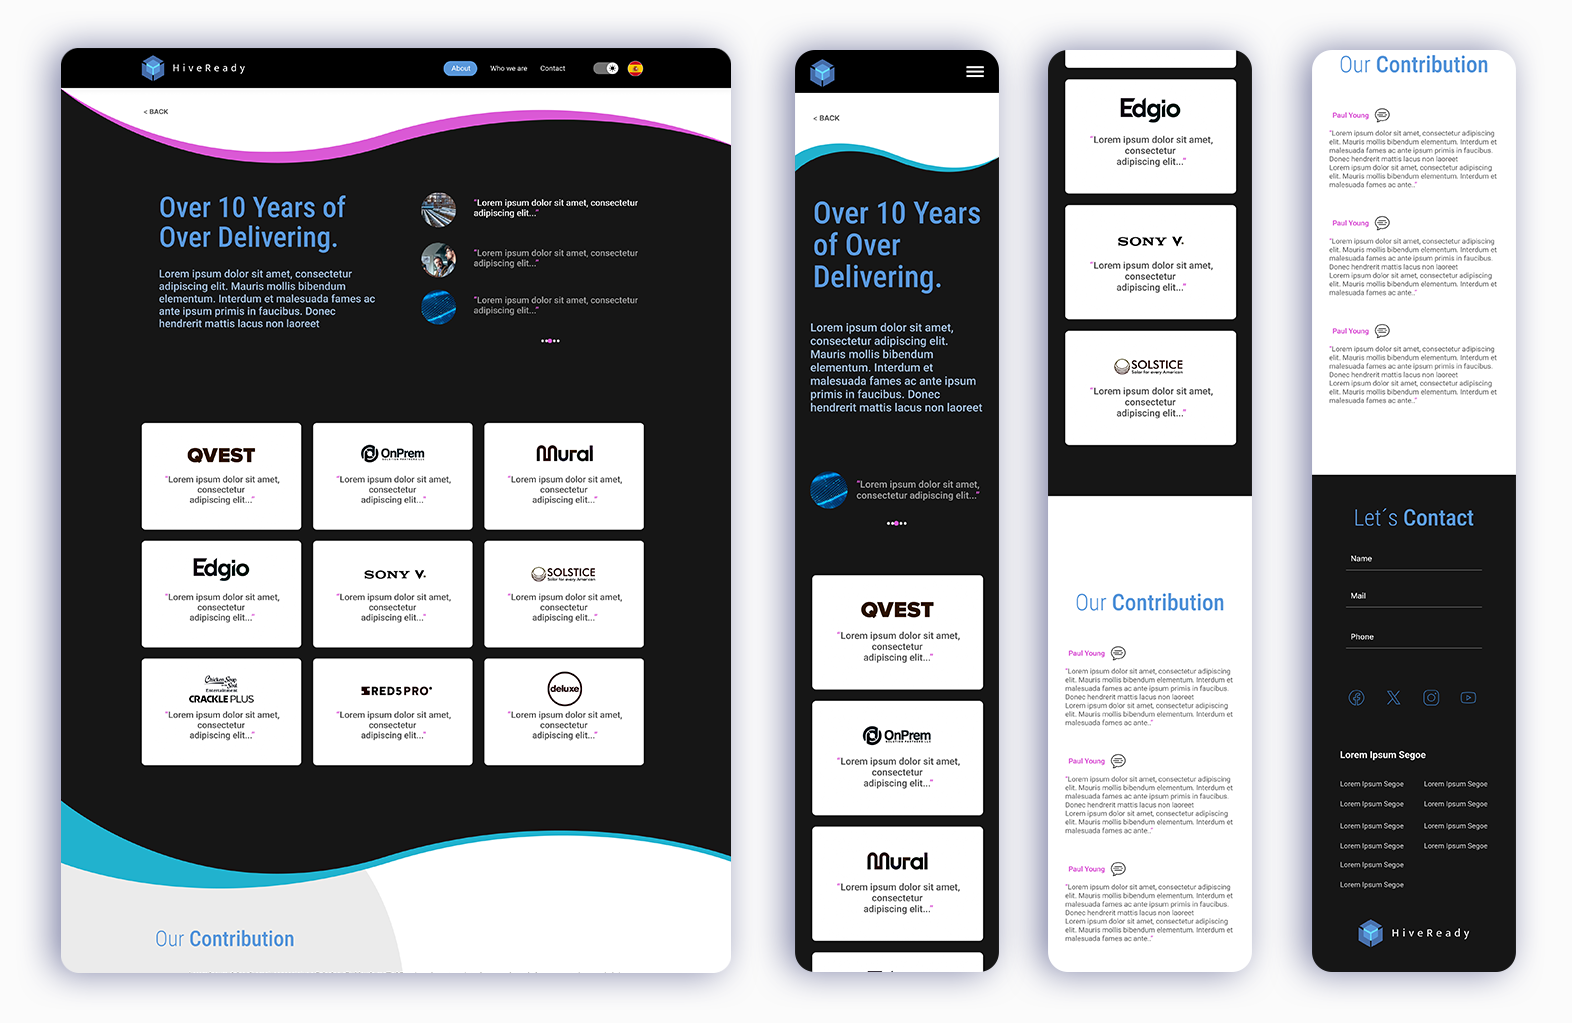 HiveReady
About
Who we are
Contact
< BACK
Over 10 Years of
Over Delivering.
Lorem ipsum dolor sit amet, consectetur
adipiscing elit. Mauris mollis bibendum
elementum. Interdum et malesuada fames ac
ante ipsum primis in faucibus. Donec
hendrerit mattis lacus non laoreet
"Lorem ipsum dolor sit amet, consectetur
adipiscing elit..."
"Lorem ipsum dolor sit amet, consectetur
adipiscing elit..."
"Lorem ipsum dolor sit amet, consectetur
adipiscing elit..."
QVEST
"Lorem ipsum dolor sit amet,
consectetur
adipiscing elit..."
OnPrem
SOLUTION PARTNERS LLC
"Lorem ipsum dolor sit amet,
consectetur
adipiscing elit..."
Mural
"Lorem ipsum dolor sit amet,
consectetur
adipiscing elit..."
Edgio
"Lorem ipsum dolor sit amet,
consectetur
adipiscing elit..."
SONY V.
"Lorem ipsum dolor sit amet,
consectetur
adipiscing elit..."
SOLSTICE
Solar for every American
"Lorem ipsum dolor sit amet,
consectetur
adipiscing elit..."
Chicken Soup
for the Soul
Entertainment
CRACKLE PLUS
"Lorem ipsum dolor sit amet,
consectetur
adipiscing elit..."
RED5PRO
"Lorem ipsum dolor sit amet,
consectetur
adipiscing elit..."
deluxe
"Lorem ipsum dolor sit amet,
consectetur
adipiscing elit..."
Our Contribution
< BACK
Over 10 Years
of Over
Delivering.
Lorem ipsum dolor sit amet,
consectetur adipiscing elit.
Mauris mollis bibendum
elementum. Interdum et
malesuada fames ac ante ipsum
primis in faucibus. Donec
hendrerit mattis lacus non laoreet
"Lorem ipsum dolor sit amet,
consectetur adipiscing elit..."
QVEST
"Lorem ipsum dolor sit amet,
consectetur
adipiscing elit..."
OnPrem
SOLUTION PARTNERS LLC
"Lorem ipsum dolor sit amet,
consectetur
adipiscing elit..."
Mural
"Lorem ipsum dolor sit amet,
consectetur
adipiscing elit..."
Edgio
"Lorem ipsum dolor sit amet,
consectetur
adipiscing elit..."
SONY V.
"Lorem ipsum dolor sit amet,
consectetur
adipiscing elit..."
SOLSTICE
Solar for every American
"Lorem ipsum dolor sit amet,
consectetur
adipiscing elit..."
Our Contribution
Paul Young
"Lorem ipsum dolor sit amet, consectetur adipiscing
elit. Mauris mollis bibendum elementum. Interdum et
malesuada fames ac ante ipsum primis in faucibus.
Donec hendrerit mattis lacus non laoreet
Lorem ipsum dolor sit amet, consectetur adipiscing
elit. Mauris mollis bibendum elementum. Interdum et
malesuada fames ac ante.."
Paul Young
"Lorem ipsum dolor sit amet, consectetur adipiscing
elit. Mauris mollis bibendum elementum. Interdum et
malesuada fames ac ante ipsum primis in faucibus.
Donec hendrerit mattis lacus non laoreet
Lorem ipsum dolor sit amet, consectetur adipiscing
elit. Mauris mollis bibendum elementum. Interdum et
malesuada fames ac ante.."
Paul Young
"Lorem ipsum dolor sit amet, consectetur adipiscing
elit. Mauris mollis bibendum elementum. Interdum et
malesuada fames ac ante ipsum primis in faucibus.
Donec hendrerit mattis lacus non laoreet
Lorem ipsum dolor sit amet, consectetur adipiscing
elit. Mauris mollis bibendum elementum. Interdum et
malesuada fames ac ante.."
Our Contribution
Paul Young
"Lorem ipsum dolor sit amet, consectetur adipiscing
elit. Mauris mollis bibendum elementum. Interdum et
malesuada fames ac ante ipsum primis in faucibus.
Donec hendrerit mattis lacus non laoreet
Lorem ipsum dolor sit amet, consectetur adipiscing
elit. Mauris mollis bibendum elementum. Interdum et
malesuada fames ac ante.."
Paul Young
"Lorem ipsum dolor sit amet, consectetur adipiscing
elit. Mauris mollis bibendum elementum. Interdum et
malesuada fames ac ante ipsum primis in faucibus.
Donec hendrerit mattis lacus non laoreet
Lorem ipsum dolor sit amet, consectetur adipiscing
elit. Mauris mollis bibendum elementum. Interdum et
malesuada fames ac ante.."
Paul Young
"Lorem ipsum dolor sit amet, consectetur adipiscing
elit. Mauris mollis bibendum elementum. Interdum et
malesuada fames ac ante ipsum primis in faucibus.
Donec hendrerit mattis lacus non laoreet
Lorem ipsum dolor sit amet, consectetur adipiscing
elit. Mauris mollis bibendum elementum. Interdum et
malesuada fames ac ante.."
Let´s Contact
Name
Mail
Phone
Lorem Ipsum Segoe
Lorem Ipsum Segoe Lorem Ipsum Segoe
Lorem Ipsum Segoe Lorem Ipsum Segoe
Lorem Ipsum Segoe Lorem Ipsum Segoe
Lorem Ipsum Segoe Lorem Ipsum Segoe
Lorem Ipsum Segoe
Lorem Ipsum Segoe
HiveReady